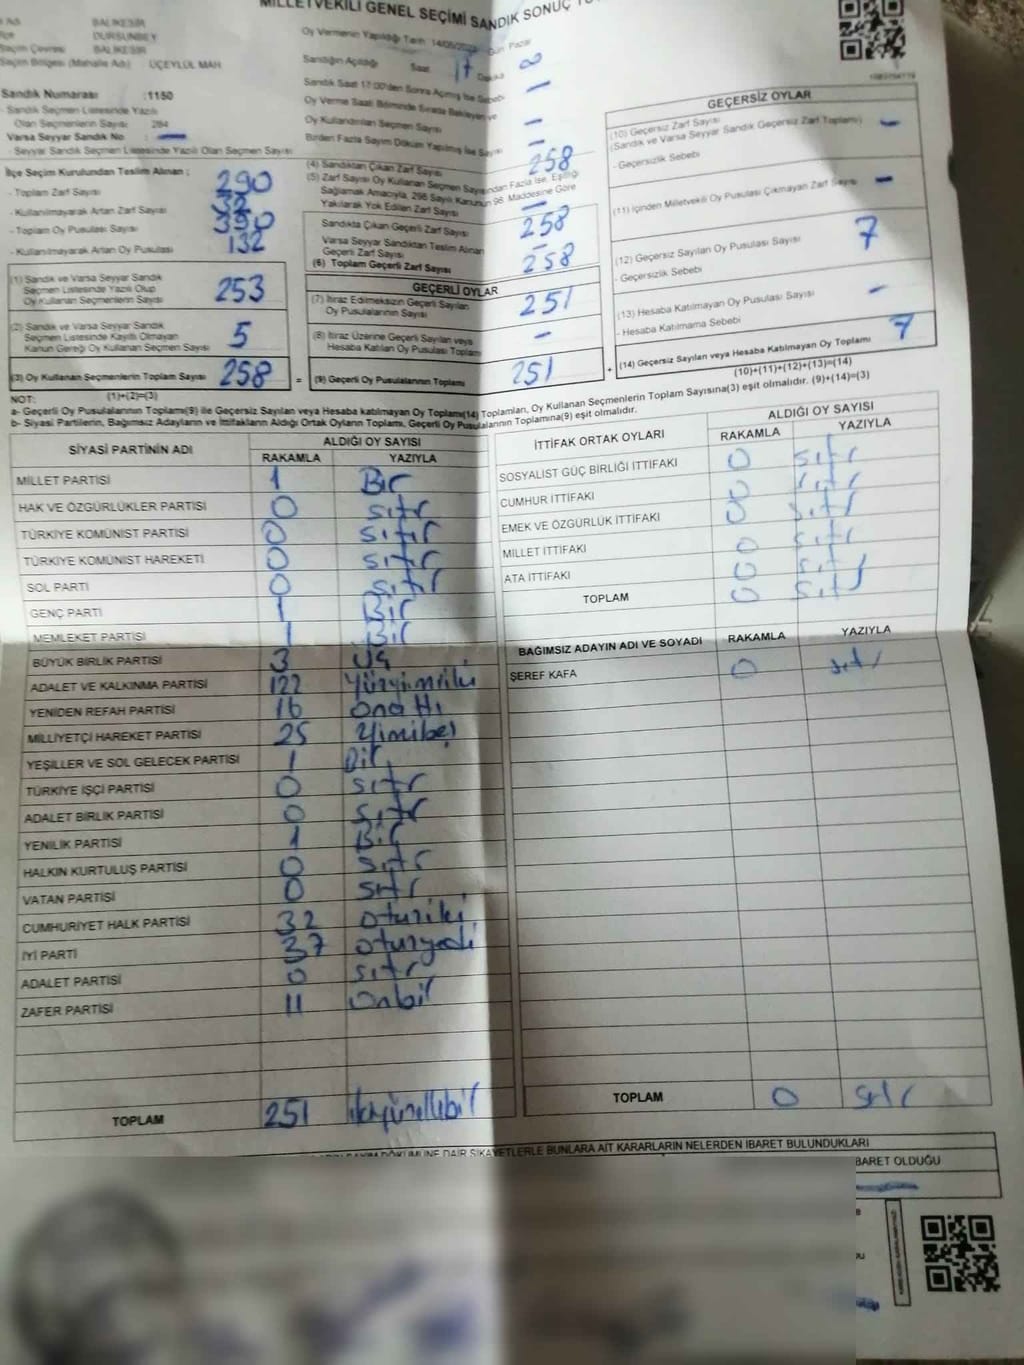 MİLLETVEKİLİ GENEL SEÇİMİ SANDIK SONUÇ
Adı BALIKESİR
İlçe DURSUNBEY
Seçim Çevresi BALIKESİR
Seçim Bölgesi (Mahalle Adı) ÜÇEYLÜL MAH
Sandık Numarası :1150
- Sandık Seçmen Listesinde Yazılı
Olan Seçmenlerin Sayısı : 284
Varsa Seyyar Sandık No : —
- Seyyar Sandık Seçmen Listesinde Yazılı Olan Seçmen Sayısı
İlçe Seçim Kurulundan Teslim Alınan ;
- Toplam Zarf Sayısı 290
- Kullanılmayarak Artan Zarf Sayısı 32
- Toplam Oy Pusulası Sayısı 390
- Kullanılmayarak Artan Oy Pusulası 132
(1) Sandık ve Varsa Seyyar Sandık
Seçmen Listesinde Yazılı Olup
Oy Kullanan Seçmenlerin Sayısı 253
(2) Sandık ve Varsa Seyyar Sandık
Seçmen Listesinde Kayıtlı Olmayan
Kanun Gereği Oy Kullanan Seçmen Sayısı 5
(3) Oy Kullanan Seçmenlerin Toplam Sayısı 258 =
Oy Vermenin Yapıldığı Tarih 14/05/2023 Gün Pazar
Sandığın Açıldığı Saat 17 Dakika 00
Sandık Saat 17:00'den Sonra Açılmış İse Sebebi —
Oy Verme Saati Bitiminde Sırada Bekleyen ve
Oy Kullandırılan Seçmen Sayısı —
Birden Fazla Sayım Döküm Yapılmış İse Sayısı —
(4) Sandıktan Çıkan Zarf Sayısı 258
(5) Zarf Sayısı Oy Kullanan Seçmen Sayısından Fazla İse, Eşitliği
Sağlamak Amacıyla, 298 Sayılı Kanunun 98. Maddesine Göre
Yakılarak Yok Edilen Zarf Sayısı —
Sandıkta Çıkan Geçerli Zarf Sayısı 258
Varsa Seyyar Sandıktan Teslim Alınan
Geçerli Zarf Sayısı —
(6) Toplam Geçerli Zarf Sayısı 258
GEÇERLİ OYLAR
(7) İtiraz Edilmeksizin Geçerli Sayılan
Oy Pusulalarının Sayısı 251
(8) İtiraz Üzerine Geçerli Sayılan veya
Hesaba Katılan Oy Pusulası Toplamı —
(9) Geçerli Oy Pusulalarının Toplamı 251 +
GEÇERSİZ OYLAR
(10) Geçersiz Zarf Sayısı
(Sandık ve Varsa Seyyar Sandık Geçersiz Zarf Toplamı) —
- Geçersizlik Sebebi
(11) İçinden Milletvekili Oy Pusulası Çıkmayan Zarf Sayısı —
(12) Geçersiz Sayılan Oy Pusulası Sayısı 7
- Geçersizlik Sebebi
(13) Hesaba Katılmayan Oy Pusulası Sayısı —
- Hesaba Katılmama Sebebi
(14) Geçersiz Sayılan veya Hesaba Katılmayan Oy Toplamı 7
(10)+(11)+(12)+(13)=(14)
NOT: (1)+(2)=(3)
a- Geçerli Oy Pusulalarının Toplamı(9) ile Geçersiz Sayılan veya Hesaba katılmayan Oy Toplamı(14) Toplamları, Oy Kullanan Seçmenlerin Toplam Sayısına(3) eşit olmalıdır. (9)+(14)=(3)
b- Siyasi Partilerin, Bağımsız Adayların ve İttifakların Aldığı Ortak Oyların Toplamı, Geçerli Oy Pusulalarının Toplamına(9) eşit olmalıdır.
SİYASİ PARTİNİN ADI ALDIĞI OY SAYISI
RAKAMLA YAZIYLA
MİLLET PARTİSİ 1 Bir
HAK VE ÖZGÜRLÜKLER PARTİSİ 0 sıfır
TÜRKİYE KOMÜNİST PARTİSİ 0 sıfır
TÜRKİYE KOMÜNİST HAREKETİ 0 sıfır
SOL PARTİ 0 sıfır
GENÇ PARTİ 1 Bir
MEMLEKET PARTİSİ 1 Bir
BÜYÜK BİRLİK PARTİSİ 3 Üç
ADALET VE KALKINMA PARTİSİ 122 Yüzyirmiiki
YENİDEN REFAH PARTİSİ 16 onaltı
MİLLİYETÇİ HAREKET PARTİSİ 25 Yirmibeş
YEŞİLLER VE SOL GELECEK PARTİSİ 1 Bir
TÜRKİYE İŞÇİ PARTİSİ 0 sıfır
ADALET BİRLİK PARTİSİ 0 sıfır
YENİLİK PARTİSİ 1 Bir
HALKIN KURTULUŞ PARTİSİ 0 sıfır
VATAN PARTİSİ 0 sıfır
CUMHURİYET HALK PARTİSİ 32 otuziki
İYİ PARTİ 37 otuzyedi
ADALET PARTİSİ 0 sıfır
ZAFER PARTİSİ 11 onbir
TOPLAM 251 ikiyüzellibir
İTTİFAK ORTAK OYLARI ALDIĞI OY SAYISI
RAKAMLA YAZIYLA
SOSYALİST GÜÇ BİRLİĞİ İTTİFAKI 0 sıfır
CUMHUR İTTİFAKI 0 sıfır
EMEK VE ÖZGÜRLÜK İTTİFAKI 0 sıfır
MİLLET İTTİFAKI 0 sıfır
ATA İTTİFAKI 0 sıfır
TOPLAM 0 sıfır
BAĞIMSIZ ADAYIN ADI VE SOYADI RAKAMLA YAZIYLA
ŞEREF KAFA 0 sıfır
TOPLAM 0 sıfır
SAYIM DÖKÜMÜNE DAİR ŞİKAYETLERLE BUNLARA AİT KARARLARIN NELERDEN İBARET BULUNDUKLARI
BARET OLDUĞU